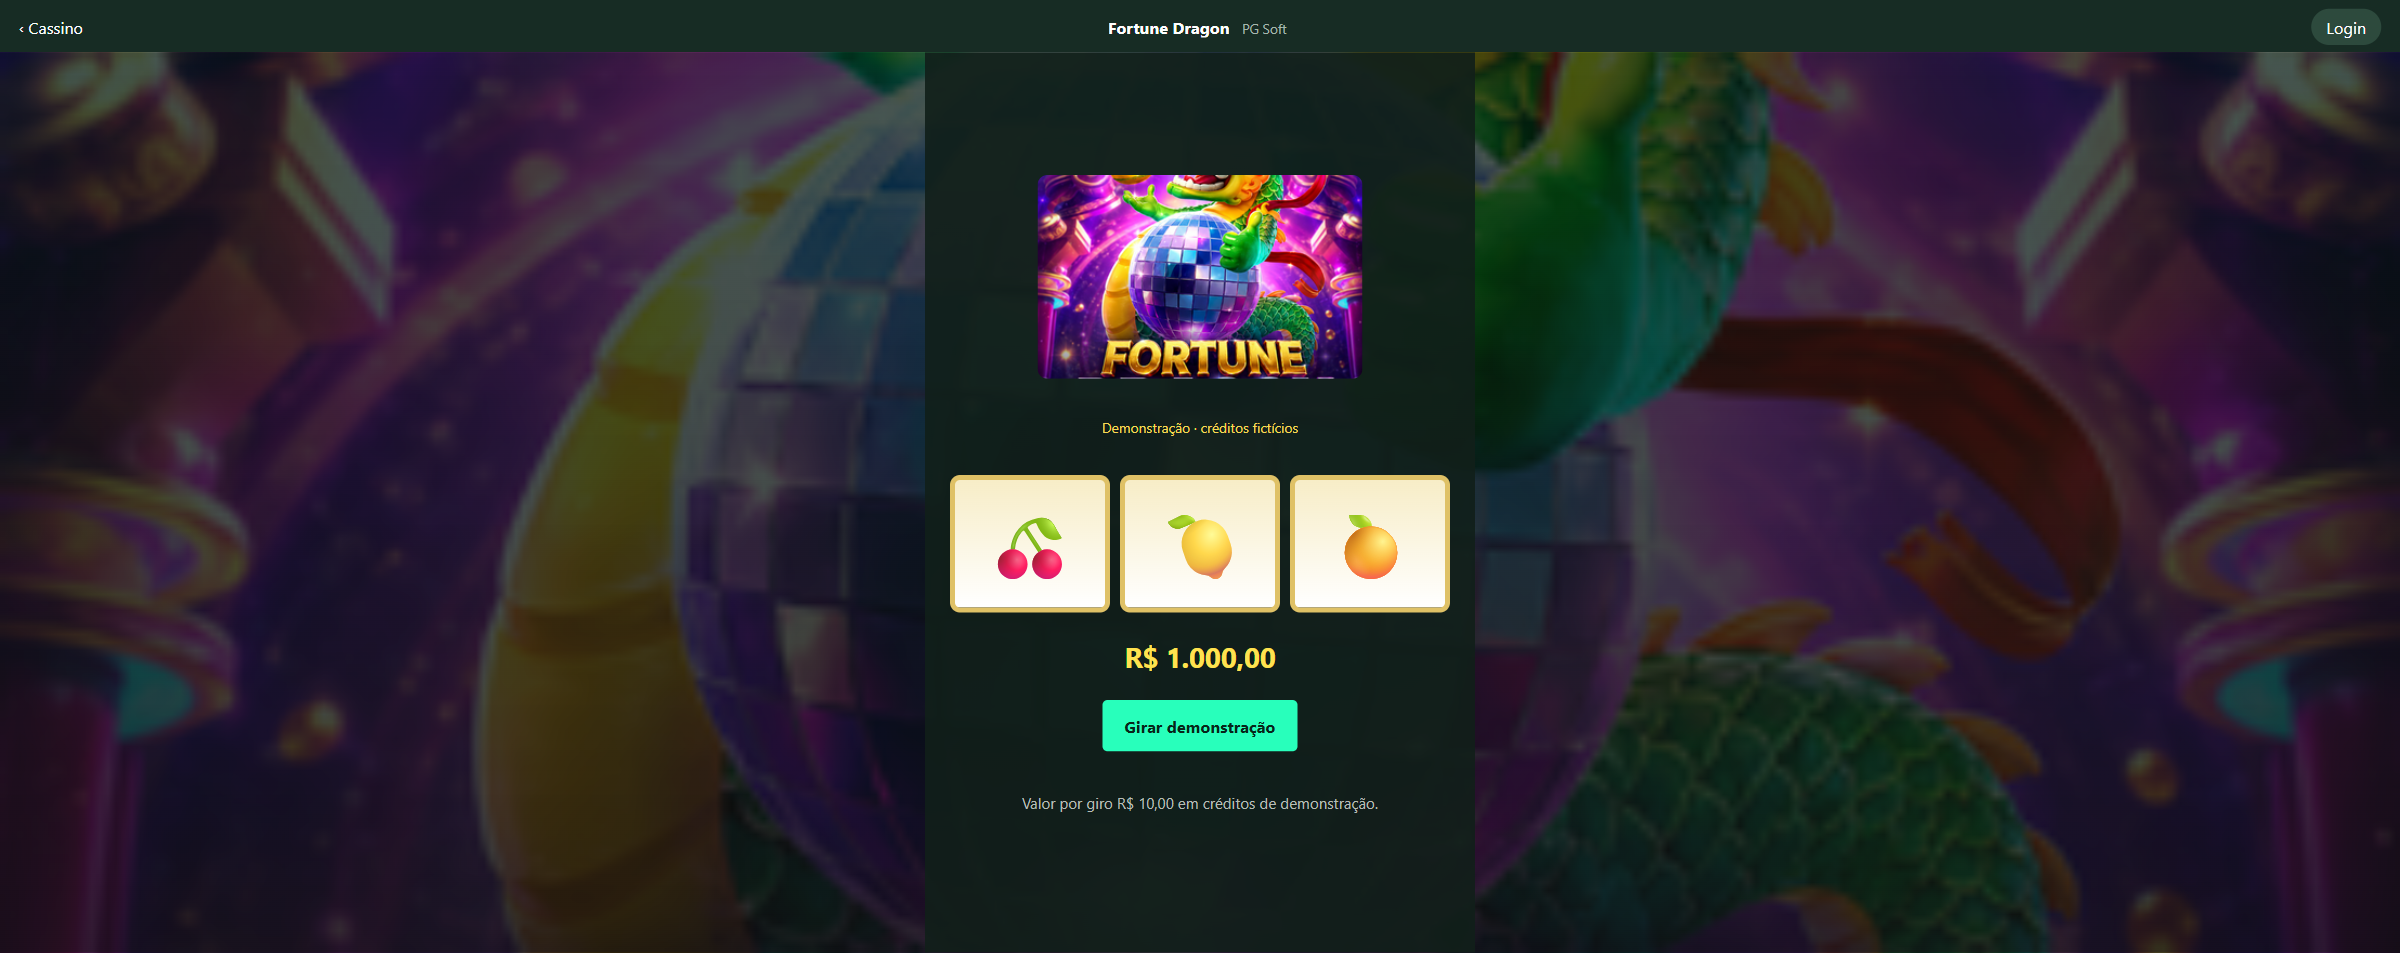 ‹ Cassino
Fortune Dragon PG Soft
Login
FORTUNE
Demonstração · créditos fictícios
R$ 1.000,00
Girar demonstração
Valor por giro R$ 10,00 em créditos de demonstração.